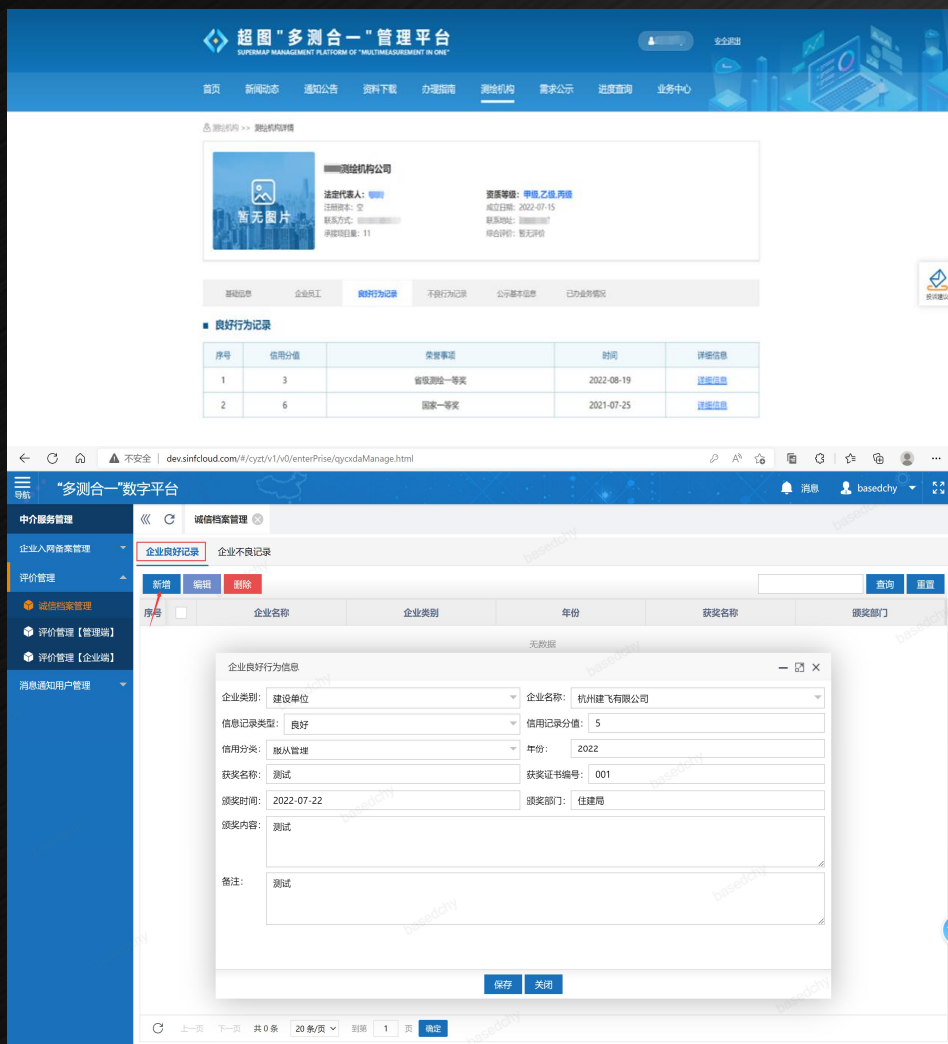 超图"多测合一"管理平台
SUPERMAP MANAGEMENT PLATFORM OF "MULTIMEASUREMENT IN ONE"
安全退出
首页 新闻动态 通知公告 资料下载 办理指南 测绘机构 需求公示 进度查询 业务中心
测绘机构 >> 测绘机构详情
测绘机构公司
暂无图片
法定代表人： 资质等级：甲级,乙级,丙级
注册资本：空 成立日期：2022-07-15
联系方式： 联系地址：
承接项目量：11 综合评价：暂无评价
投诉建议
基础信息 企业员工 良好行为记录 不良行为记录 公示基本信息 已办业务情况
良好行为记录
序号 信用分值 荣誉事项 时间 详细信息
1 3 省级测绘一等奖 2022-08-19 详细信息
2 6 国家一等奖 2021-07-25 详细信息
不安全 | dev.sinfcloud.com/#/cyzt/v1/v0/enterPrise/qycxdaManage.html
导航 “多测合一”数字平台 消息 basedchy
中介服务管理 诚信档案管理
企业入网备案管理 企业良好记录 企业不良记录
评价管理 新增 编辑 删除 查询 重置
诚信档案管理 序号 企业名称 企业类别 年份 获奖名称 颁奖部门
评价管理【管理端】 无数据
评价管理【企业端】 企业良好行为信息
消息通知用户管理
企业类别：建设单位 企业名称：杭州建飞有限公司
信息记录类型：良好 信用记录分值：5
信用分类：服从管理 年份：2022
获奖名称：测试 获奖证书编号：001
颁奖时间：2022-07-22 颁奖部门：住建局
颁奖内容：测试
备注：测试
保存 关闭
上一页 下一页 共 0 条 20 条/页 到第 1 页 确定
basedchy